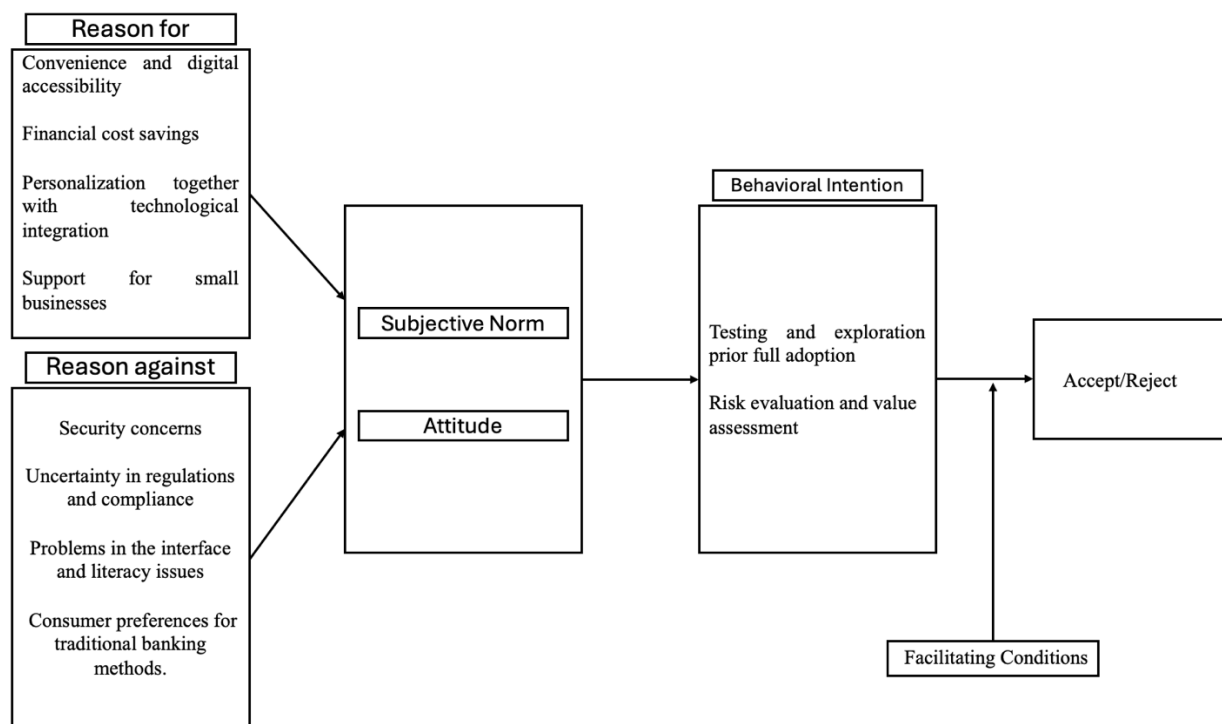 Reason for
Convenience and digital
accessibility
Financial cost savings
Personalization together
with technological
integration
Support for small
businesses
Reason against
Security concerns
Uncertainty in regulations
and compliance
Problems in the interface
and literacy issues
Consumer preferences for
traditional banking
methods.
Subjective Norm
Attitude
Behavioral Intention
Testing and exploration
prior full adoption
Risk evaluation and value
assessment
Accept/Reject
Facilitating Conditions